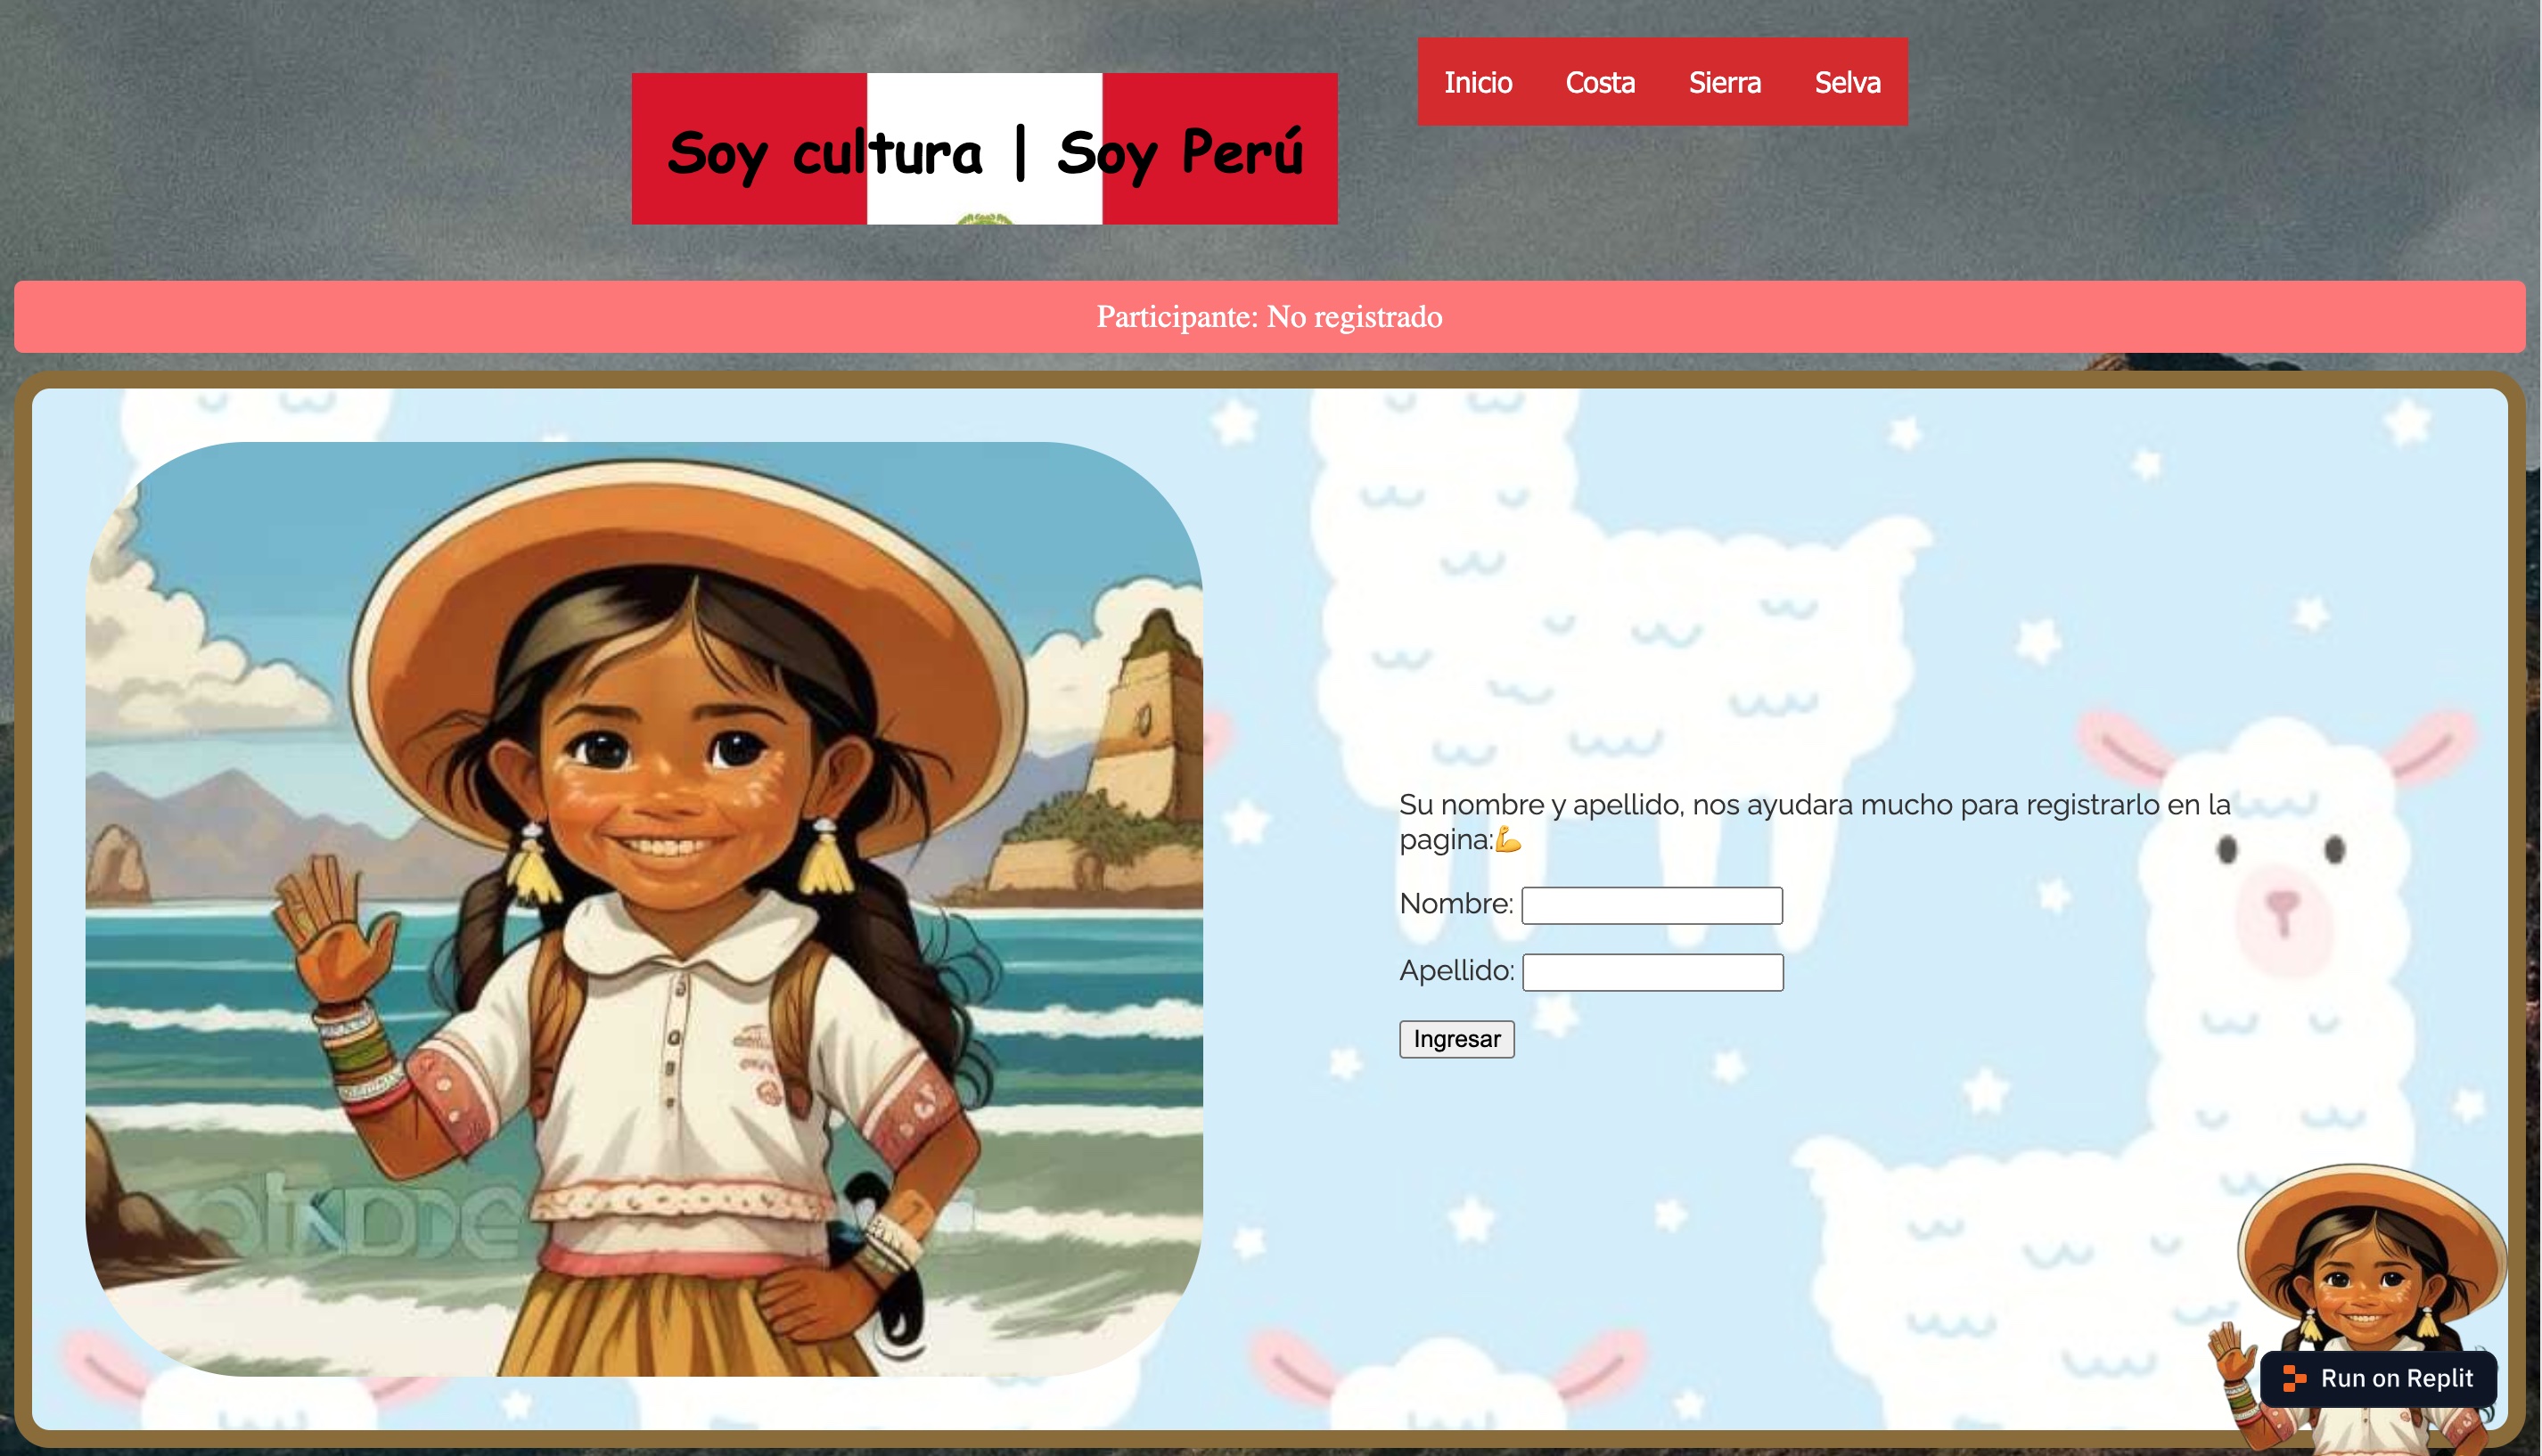 Soy cultura | Soy Perú
Inicio Costa Sierra Selva
Participante: No registrado
Su nombre y apellido, nos ayudara mucho para registrarlo en la
pagina:💪
Nombre:
Apellido:
Ingresar
Run on Replit